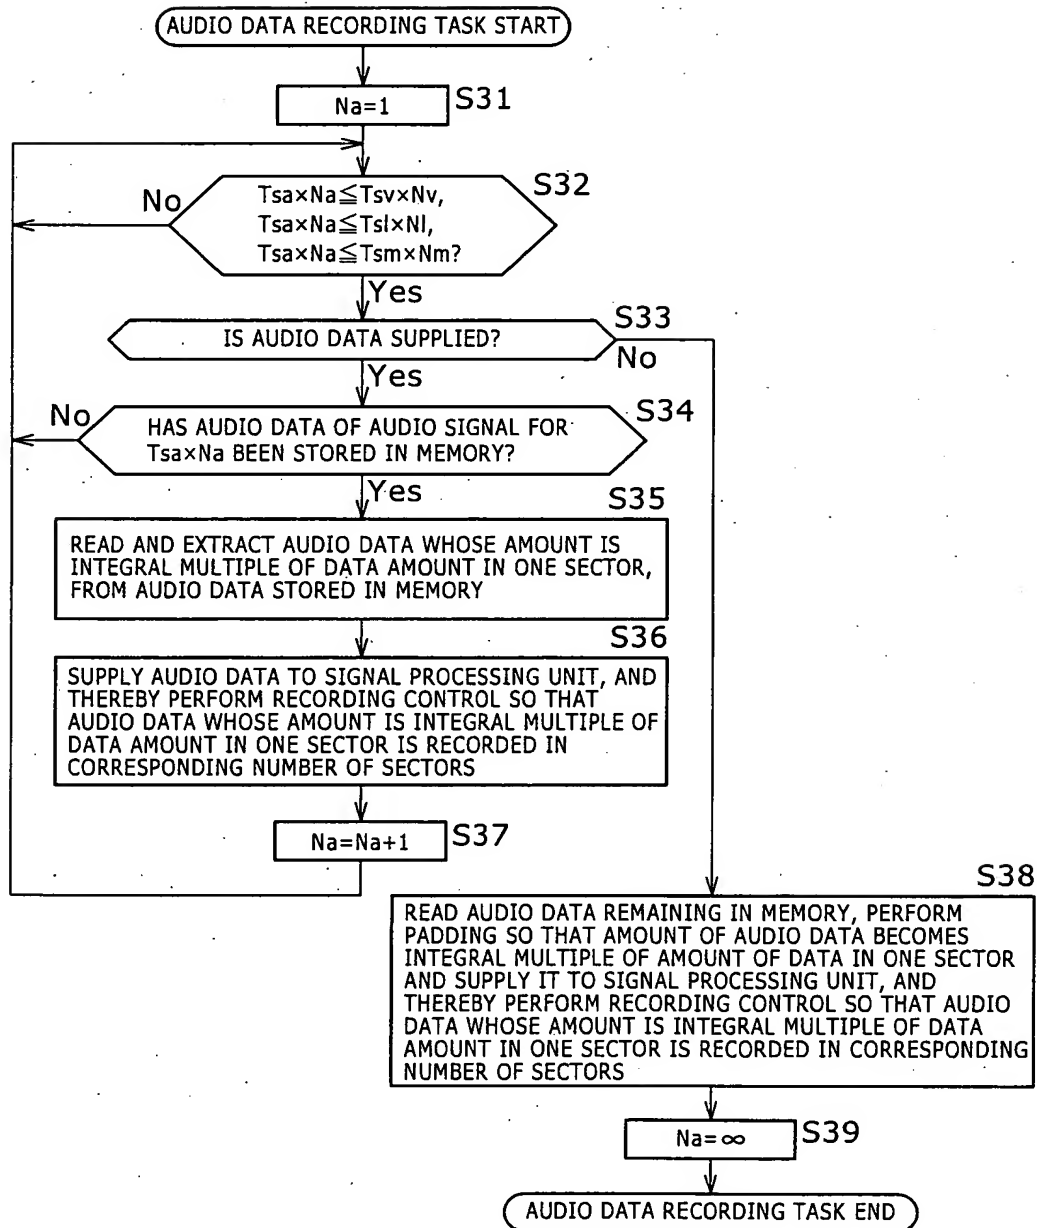 AUDIO DATA RECORDING TASK START
Na=1
S31
S32
No
Tsa×Na≦Tsv×Nv,
Tsa×Na≦Tsl×Nl,
Tsa×Na≦Tsm×Nm?
Yes
S33
IS AUDIO DATA SUPPLIED?
No
Yes
No
S34
HAS AUDIO DATA OF AUDIO SIGNAL FOR
Tsa×Na BEEN STORED IN MEMORY?
Yes
S35
READ AND EXTRACT AUDIO DATA WHOSE AMOUNT IS
INTEGRAL MULTIPLE OF DATA AMOUNT IN ONE SECTOR,
FROM AUDIO DATA STORED IN MEMORY
S36
SUPPLY AUDIO DATA TO SIGNAL PROCESSING UNIT, AND
THEREBY PERFORM RECORDING CONTROL SO THAT
AUDIO DATA WHOSE AMOUNT IS INTEGRAL MULTIPLE OF
DATA AMOUNT IN ONE SECTOR IS RECORDED IN
CORRESPONDING NUMBER OF SECTORS
Na=Na+1
S37
S38
READ AUDIO DATA REMAINING IN MEMORY, PERFORM
PADDING SO THAT AMOUNT OF AUDIO DATA BECOMES
INTEGRAL MULTIPLE OF AMOUNT OF DATA IN ONE SECTOR
AND SUPPLY IT TO SIGNAL PROCESSING UNIT, AND
THEREBY PERFORM RECORDING CONTROL SO THAT AUDIO
DATA WHOSE AMOUNT IS INTEGRAL MULTIPLE OF DATA
AMOUNT IN ONE SECTOR IS RECORDED IN CORRESPONDING
NUMBER OF SECTORS
Na=∞
S39
AUDIO DATA RECORDING TASK END